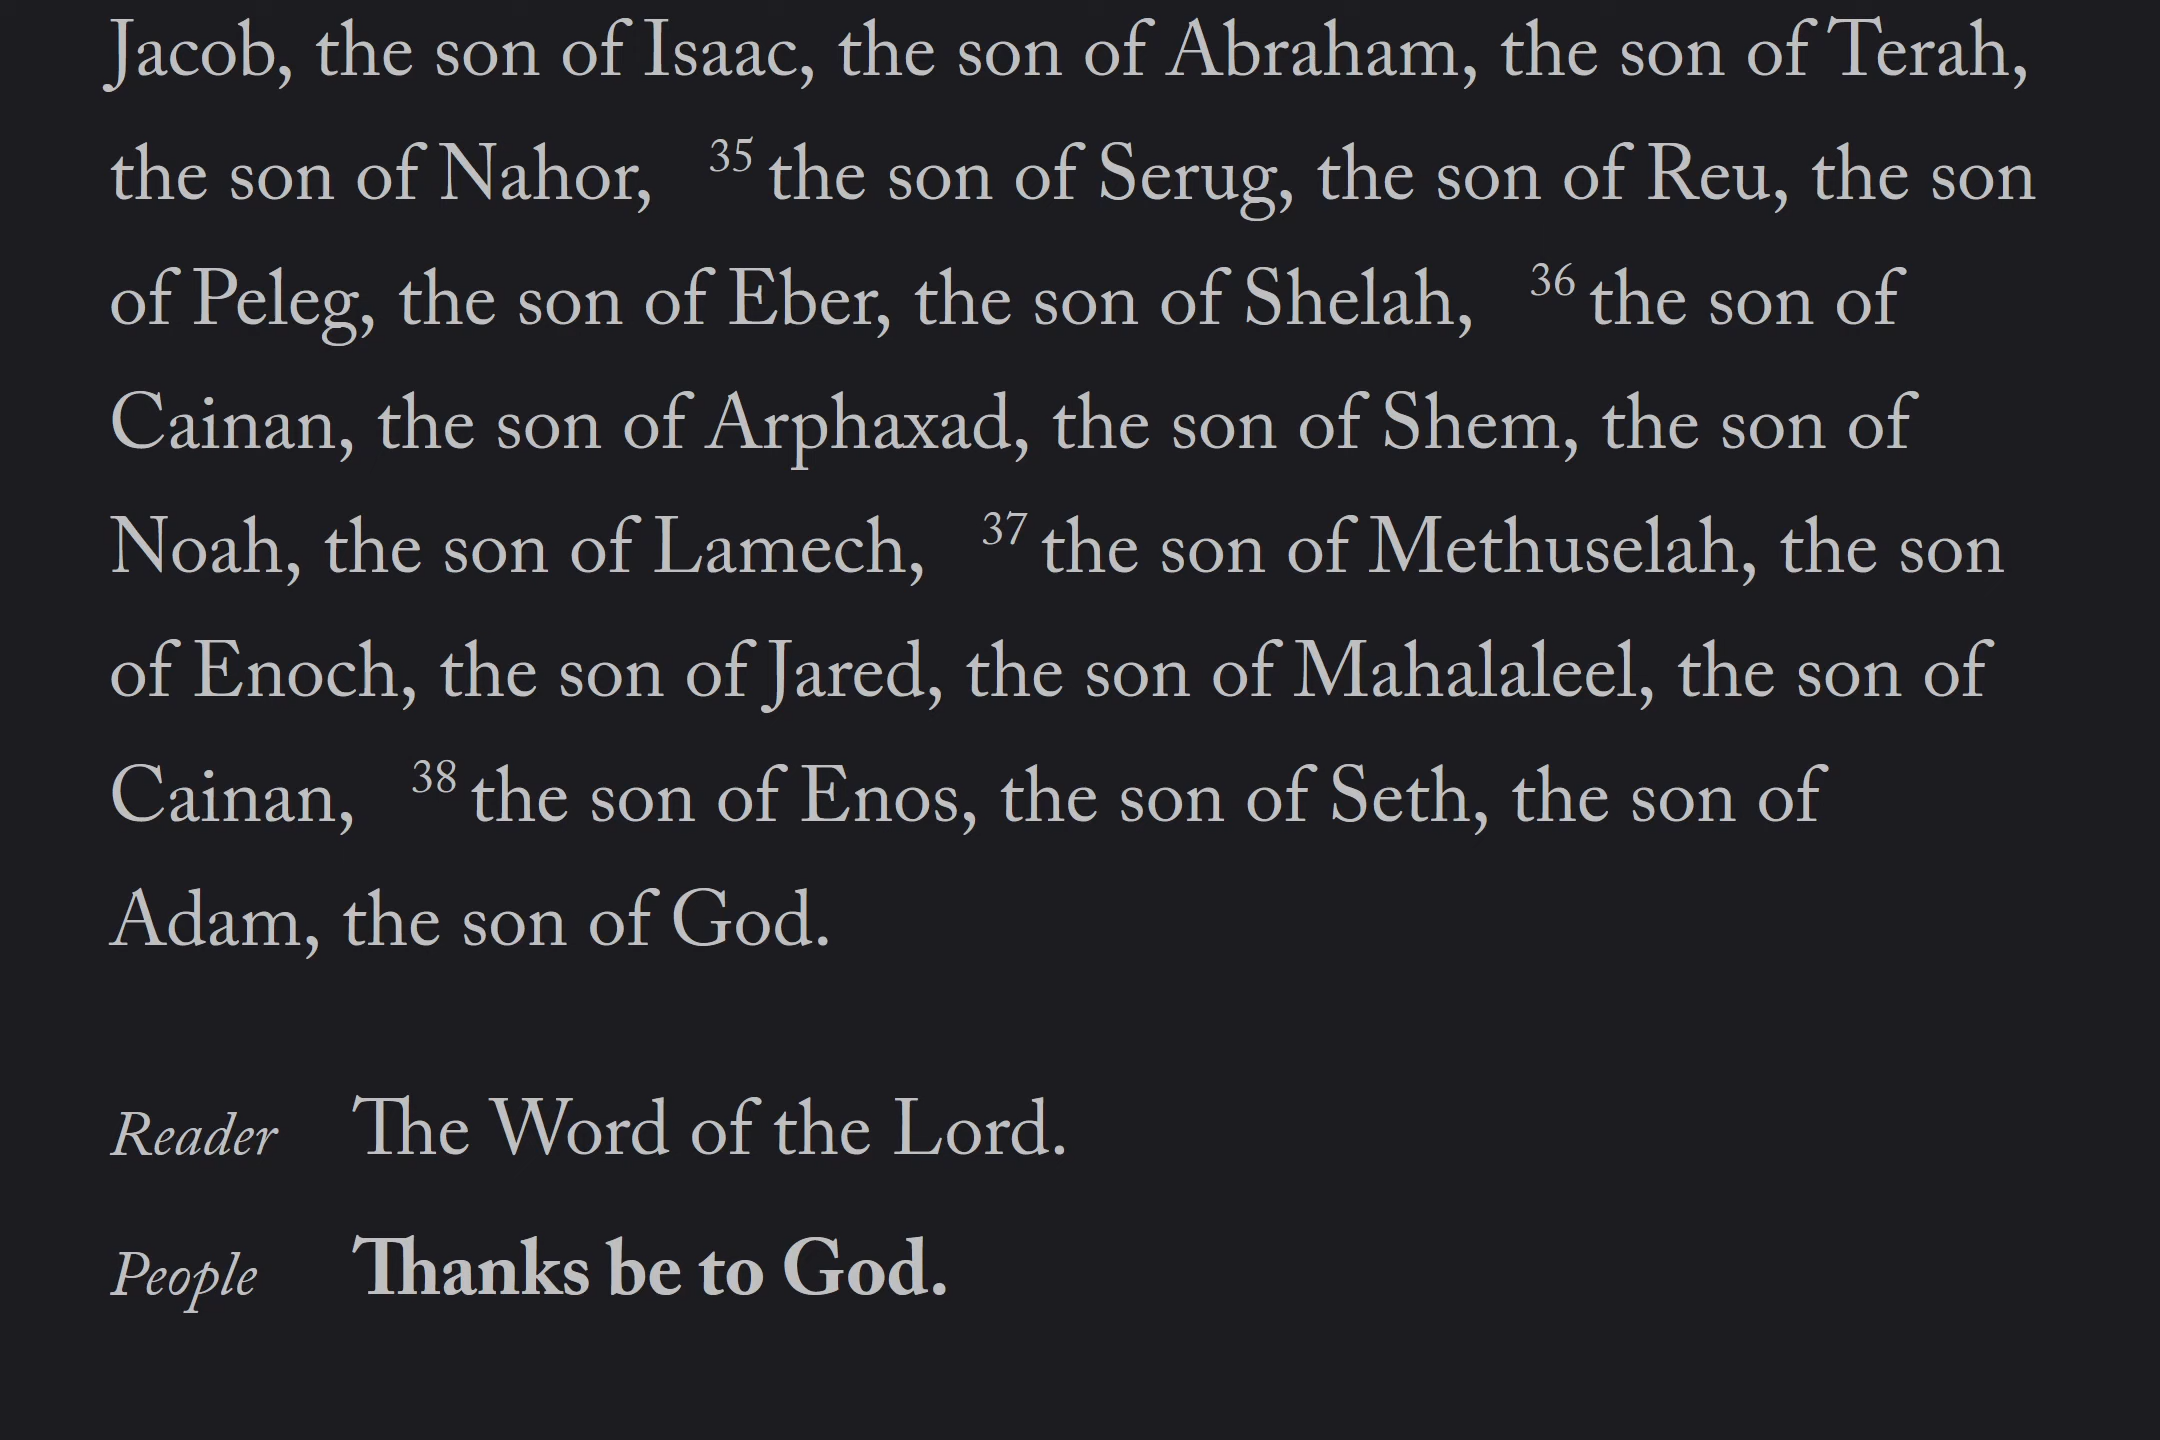 Jacob, the son of Isaac, the son of Abraham, the son of Terah,
the son of Nahor, 35 the son of Serug, the son of Reu, the son
of Peleg, the son of Eber, the son of Shelah, 36 the son of
Cainan, the son of Arphaxad, the son of Shem, the son of
Noah, the son of Lamech, 37 the son of Methuselah, the son
of Enoch, the son of Jared, the son of Mahalaleel, the son of
Cainan, 38 the son of Enos, the son of Seth, the son of
Adam, the son of God.
Reader The Word of the Lord.
People Thanks be to God.